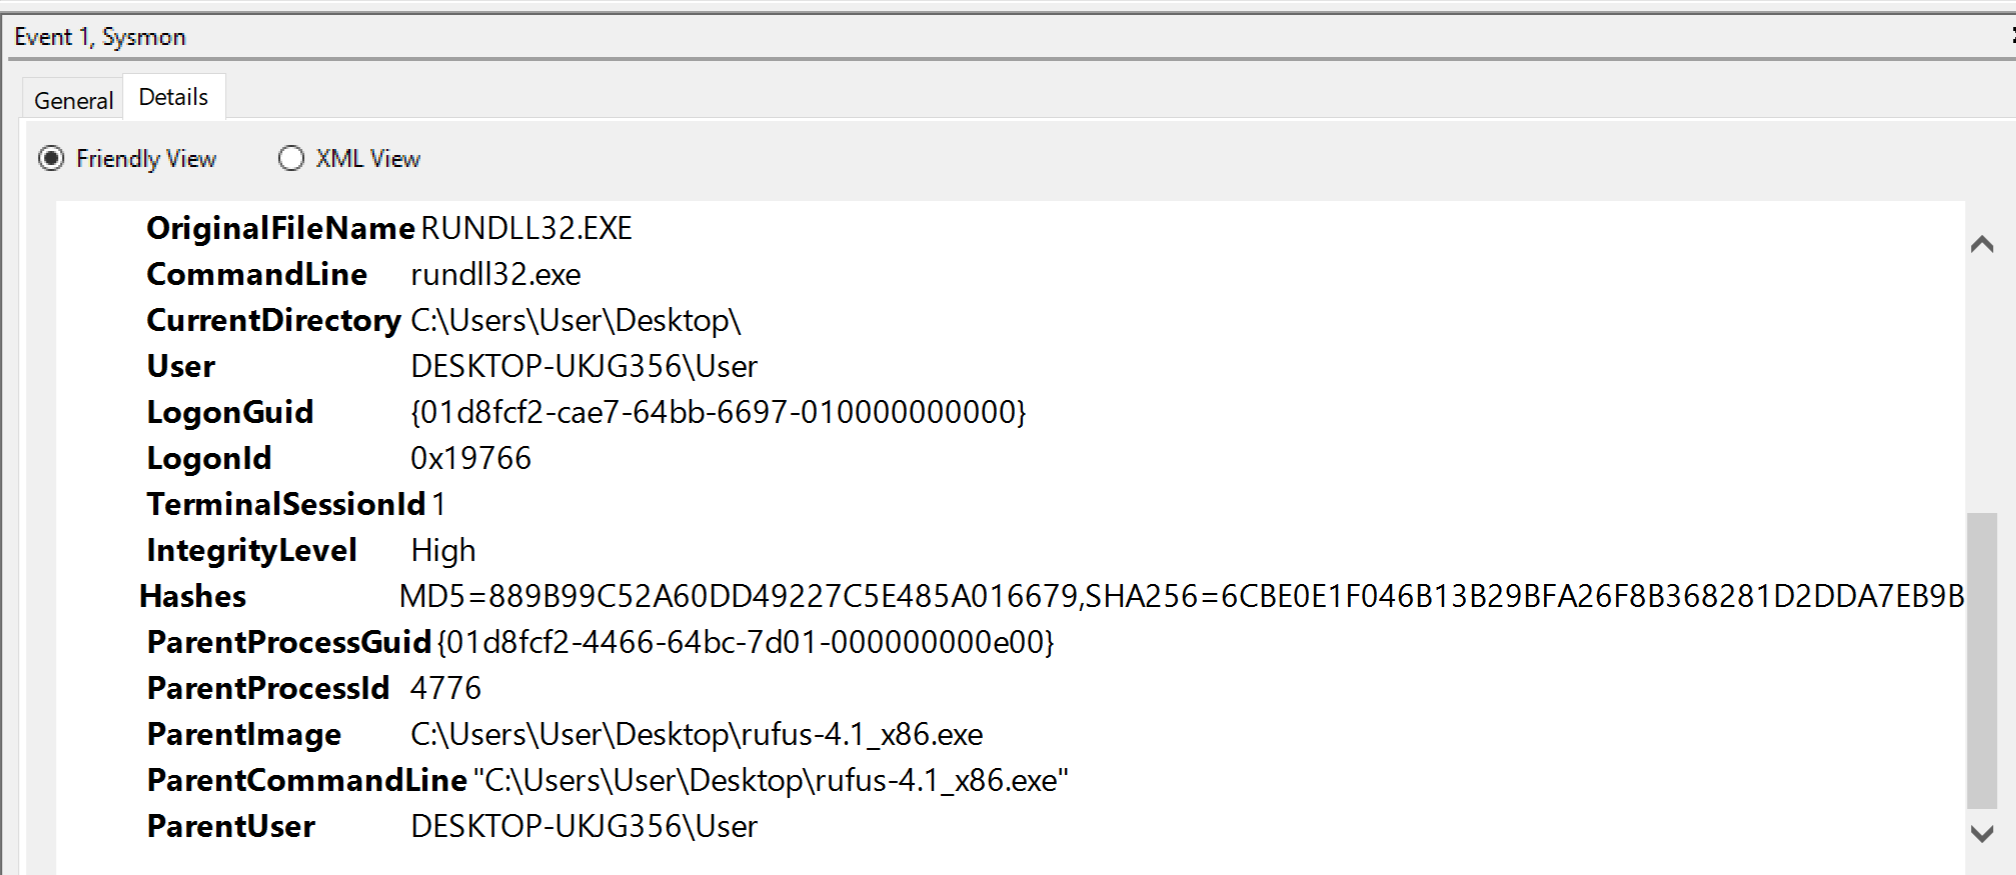 Event 1, Sysmon
General Details
Friendly View XML View
OriginalFileName RUNDLL32.EXE
CommandLine rundll32.exe
CurrentDirectory C:\Users\User\Desktop\
User DESKTOP-UKJG356\User
LogonGuid {01d8fcf2-cae7-64bb-6697-010000000000}
LogonId 0x19766
TerminalSessionId 1
IntegrityLevel High
Hashes MD5=889B99C52A60DD49227C5E485A016679,SHA256=6CBE0E1F046B13B29BFA26F8B368281D2DDA7EB9B
ParentProcessGuid {01d8fcf2-4466-64bc-7d01-000000000e00}
ParentProcessId 4776
ParentImage C:\Users\User\Desktop\rufus-4.1_x86.exe
ParentCommandLine "C:\Users\User\Desktop\rufus-4.1_x86.exe"
ParentUser DESKTOP-UKJG356\User